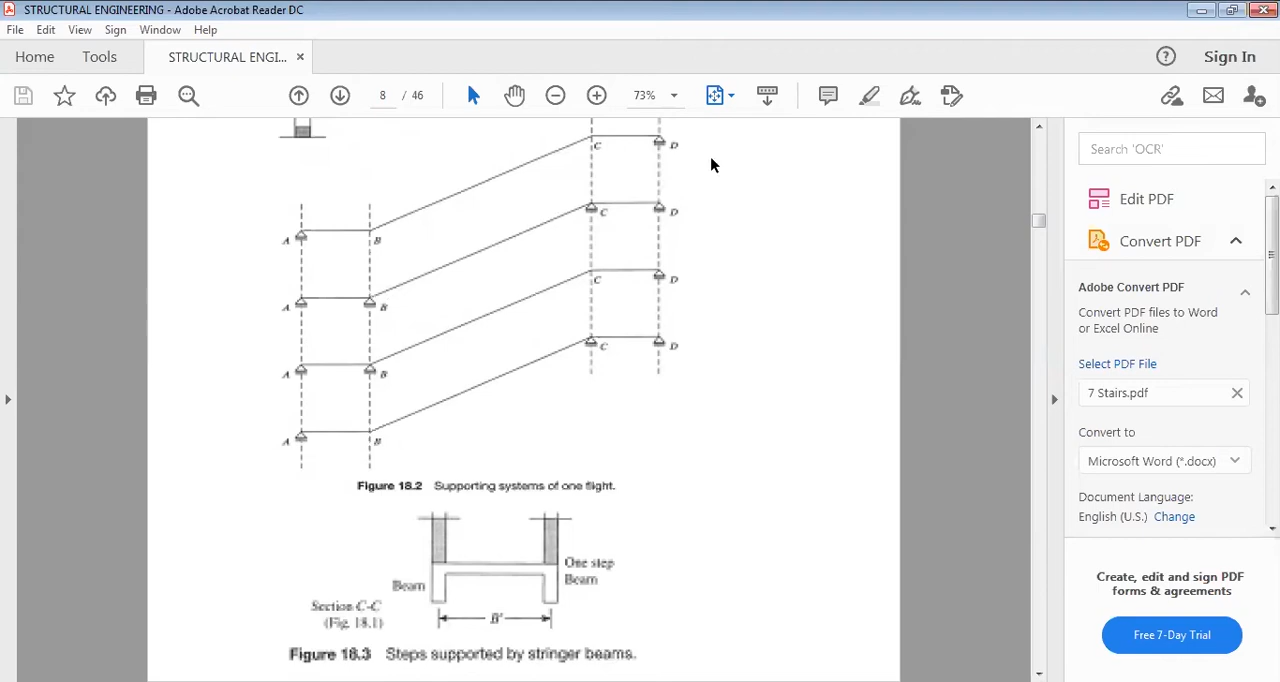 STRUCTURAL ENGINEERING - Adobe Acrobat Reader DC
File Edit View Sign Window Help
Home Tools STRUCTURAL ENGI... ×
Sign In
8 / 46 73%
C D
A B C D
A B C D
A B C D
A B
Figure 18.2 Supporting systems of one flight.
One step
Beam Beam
Section C-C
(Fig. 18.1)
B'
Figure 18.3 Steps supported by stringer beams.
Search 'OCR'
Edit PDF
Convert PDF
Adobe Convert PDF
Convert PDF files to Word
or Excel Online
Select PDF File
7 Stairs.pdf
Convert to
Microsoft Word (*.docx)
Document Language:
English (U.S.) Change
Create, edit and sign PDF
forms & agreements
Free 7-Day Trial